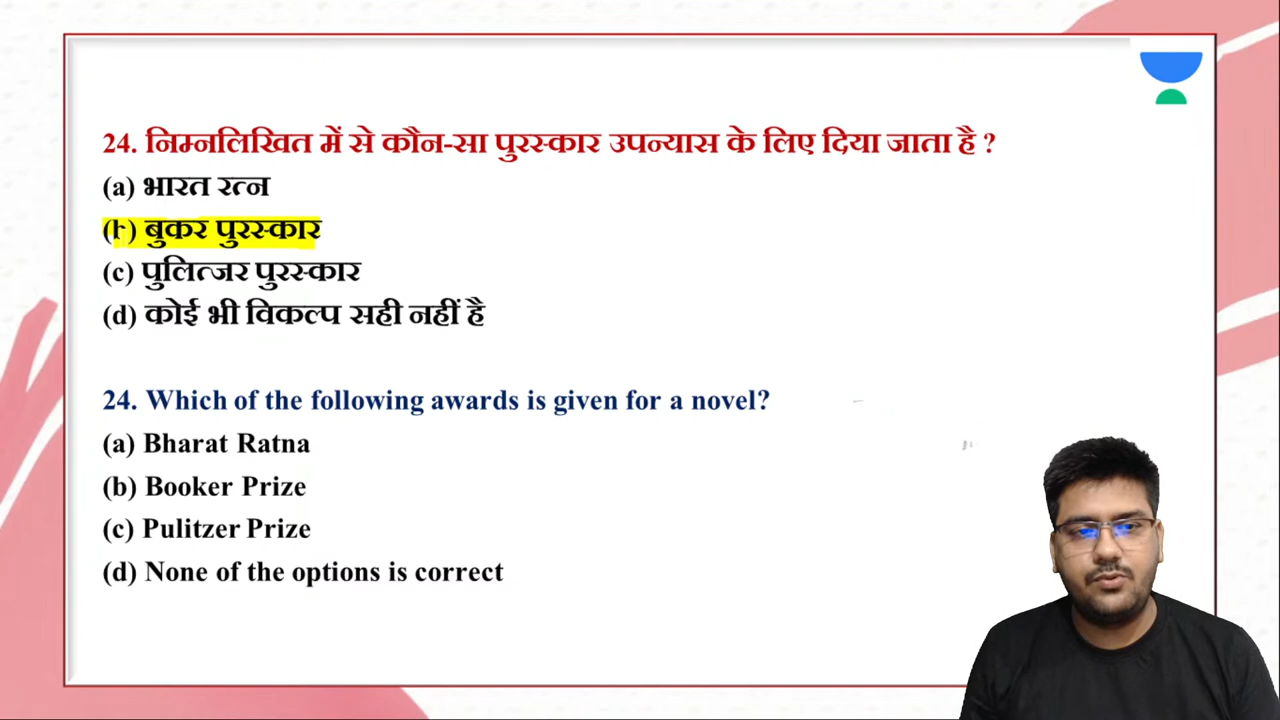 24. निम्नलिखित में से कौन-सा पुरस्कार उपन्यास के लिए दिया जाता है ?
(a) भारत रत्न
(b) बुकर पुरस्कार
(c) पुलित्जर पुरस्कार
(d) कोई भी विकल्प सही नहीं है
24. Which of the following awards is given for a novel?
(a) Bharat Ratna
(b) Booker Prize
(c) Pulitzer Prize
(d) None of the options is correct